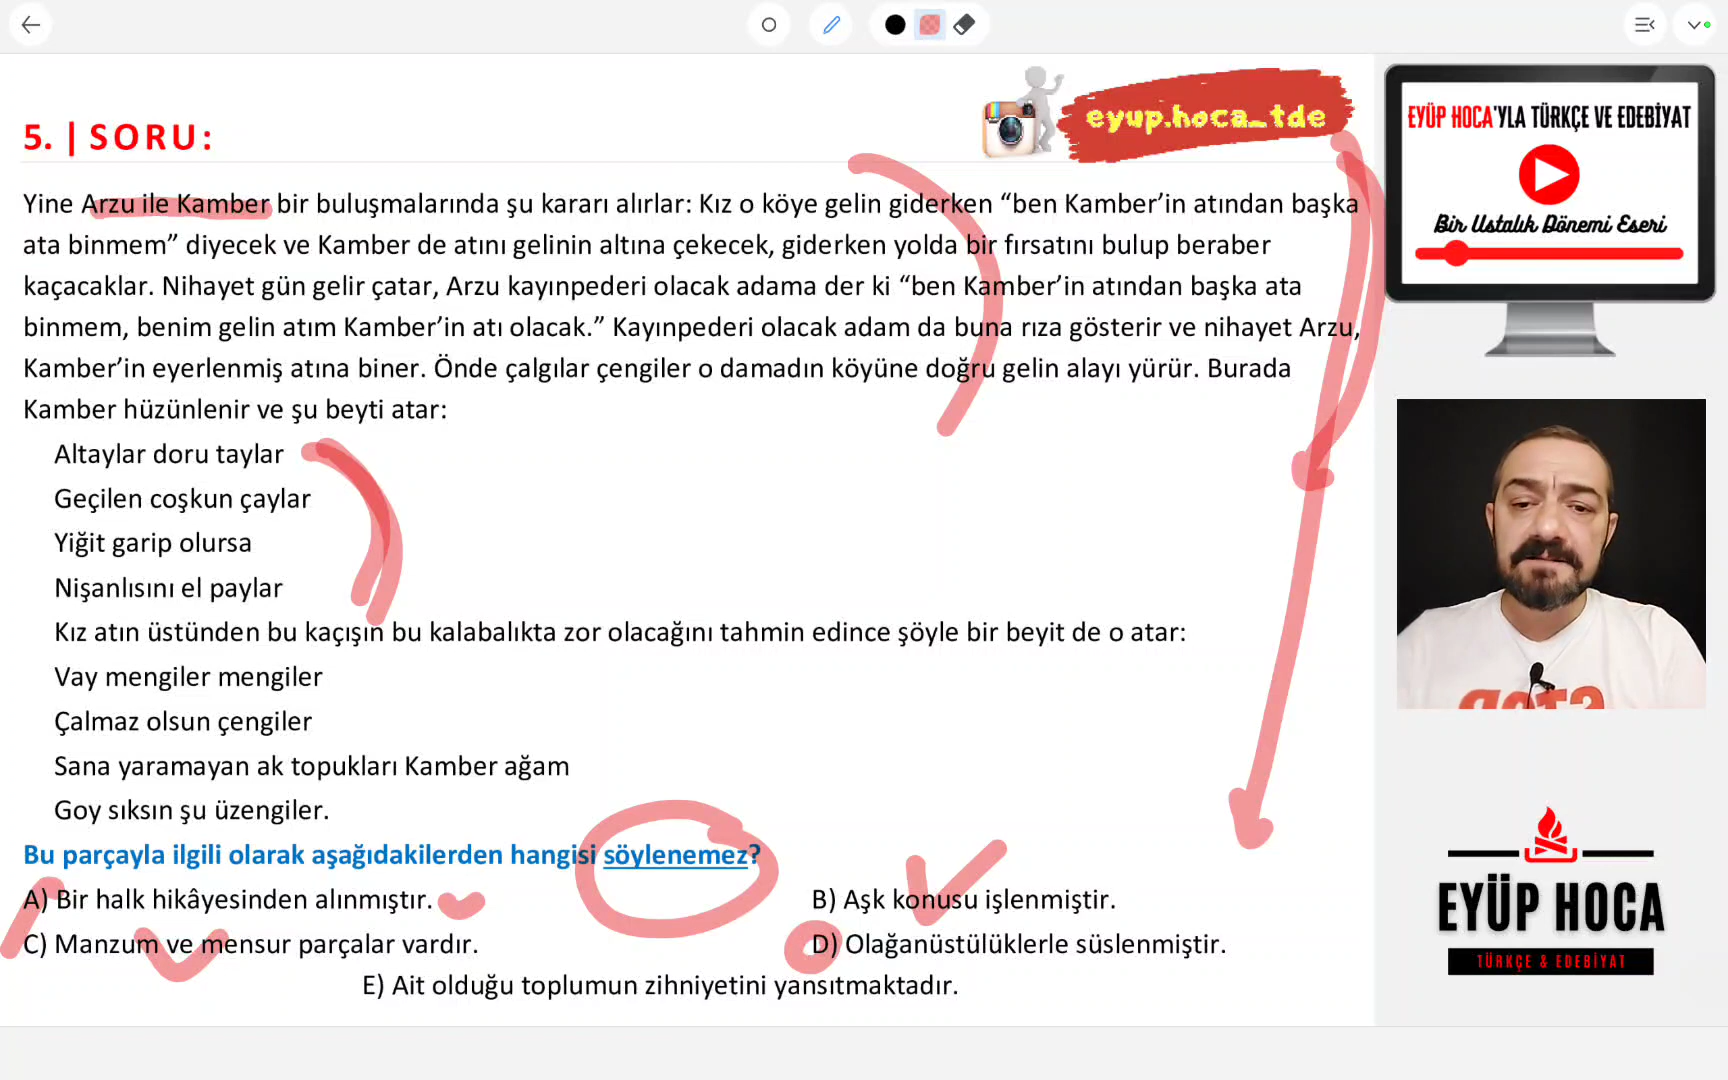 eyup.hoca_tde
5. | SORU:
Yine Arzu ile Kamber bir buluşmalarında şu kararı alırlar: Kız o köye gelin giderken “ben Kamber’in atından başka
ata binmem” diyecek ve Kamber de atını gelinin altına çekecek, giderken yolda bir fırsatını bulup beraber
kaçacaklar. Nihayet gün gelir çatar, Arzu kayınpederi olacak adama der ki “ben Kamber’in atından başka ata
binmem, benim gelin atım Kamber’in atı olacak.” Kayınpederi olacak adam da buna rıza gösterir ve nihayet Arzu,
Kamber’in eyerlenmiş atına biner. Önde çalgılar çengiler o damadın köyüne doğru gelin alayı yürür. Burada
Kamber hüzünlenir ve şu beyti atar:
Altaylar doru taylar
Geçilen coşkun çaylar
Yiğit garip olursa
Nişanlısını el paylar
Kız atın üstünden bu kaçışın bu kalabalıkta zor olacağını tahmin edince şöyle bir beyit de o atar:
Vay mengiler mengiler
Çalmaz olsun çengiler
Sana yaramayan ak topukları Kamber ağam
Goy sıksın şu üzengiler.
Bu parçayla ilgili olarak aşağıdakilerden hangisi söylenemez?
A) Bir halk hikâyesinden alınmıştır.
B) Aşk konusu işlenmiştir.
C) Manzum ve mensur parçalar vardır.
D) Olağanüstülüklerle süslenmiştir.
E) Ait olduğu toplumun zihniyetini yansıtmaktadır.
EYÜP HOCA'YLA TÜRKÇE VE EDEBİYAT
Bir Ustalık Dönemi Eseri
EYÜP HOCA
TÜRKÇE & EDEBİYAT